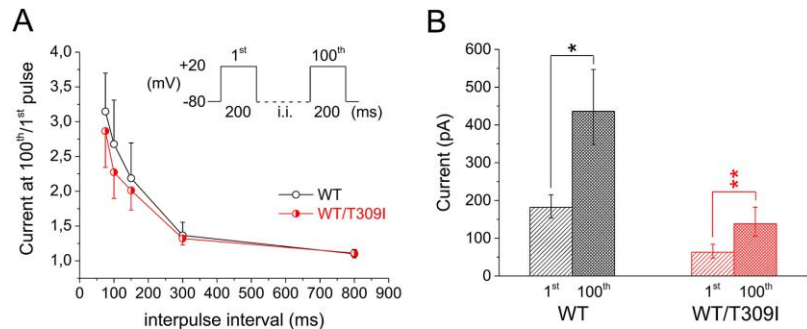 A
B
4,0
3,5
3,0
2,5
2,0
1,5
1,0
Current at 100th/1st pulse
0 100 200 300 400 500 600 700 800 900
interpulse interval (ms)
1st 100th
+20
(mV)
-80
200 i.i. 200 (ms)
WT
WT/T309I
600
500
400
300
200
100
0
Current (pA)
*
**
1st 100th 1st 100th
WT WT/T309I